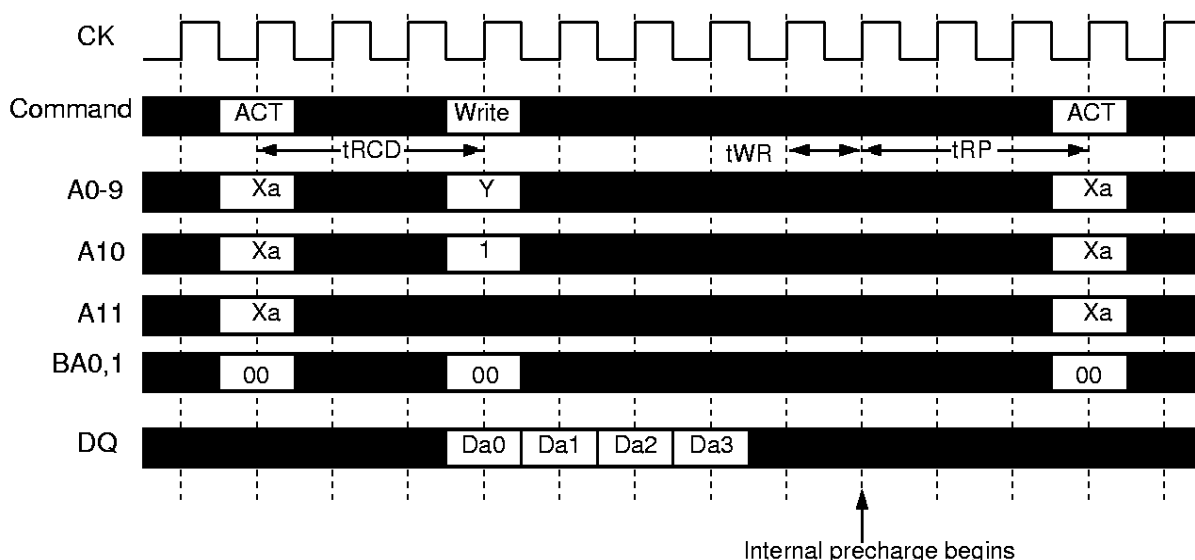 CK
Command ACT Write ACT
tRCD tWR tRP
A0-9 Xa Y Xa
A10 Xa 1 Xa
A11 Xa Xa
BA0,1 00 00 00
DQ Da0 Da1 Da2 Da3
Internal precharge begins